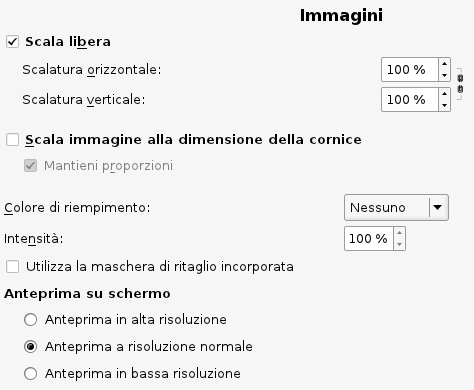 Immagini
Scala libera
Scalatura orizzontale: 100 %
Scalatura verticale: 100 %
Scala immagine alla dimensione della cornice
Mantieni proporzioni
Colore di riempimento: Nessuno
Intensità: 100 %
Utilizza la maschera di ritaglio incorporata
Anteprima su schermo
Anteprima in alta risoluzione
Anteprima a risoluzione normale
Anteprima in bassa risoluzione